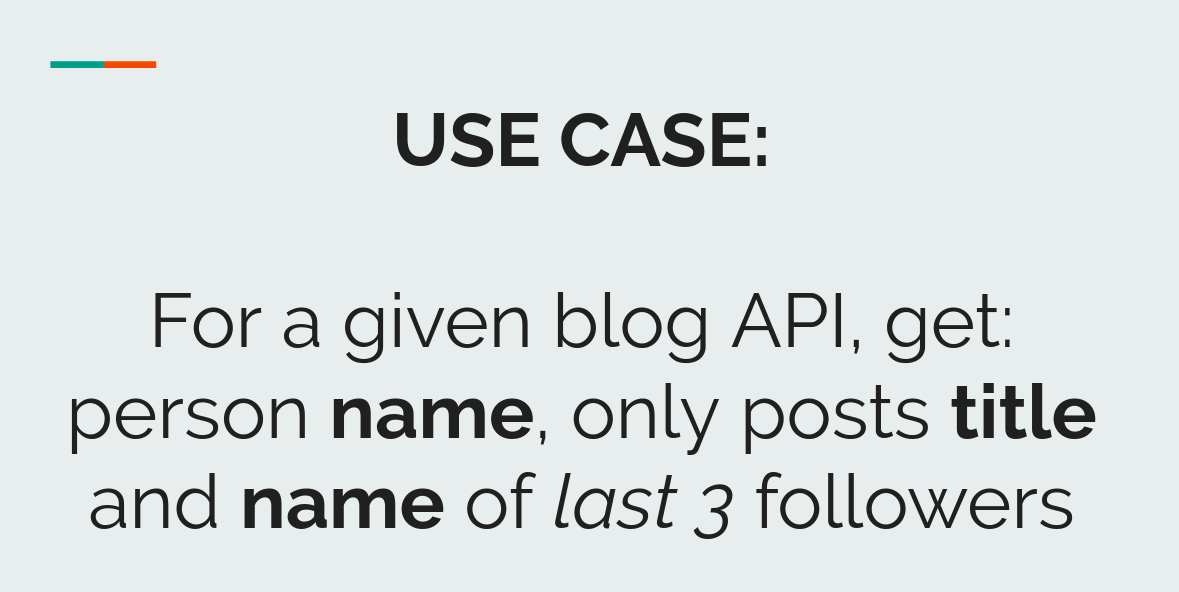 USE CASE:
For a given blog API, get:
person name, only posts title
and name of last 3 followers